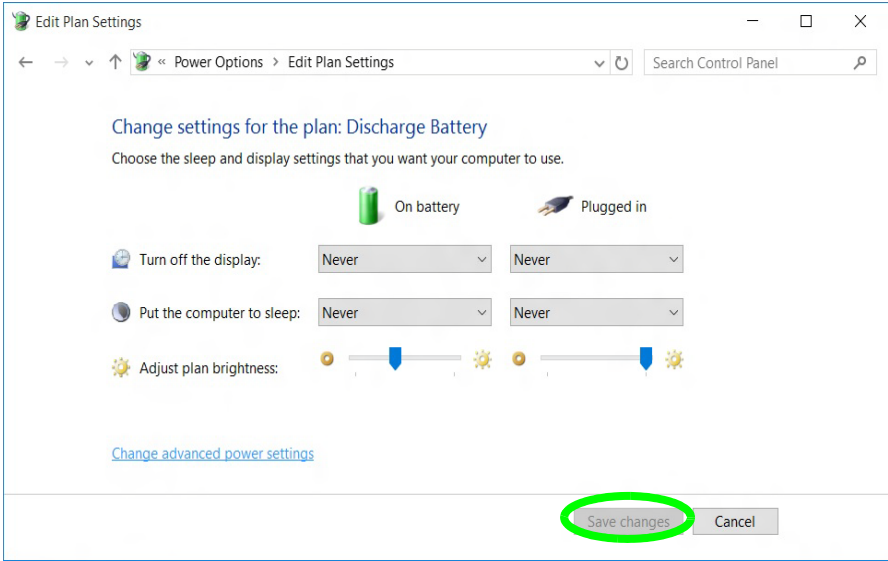 Edit Plan Settings
« Power Options > Edit Plan Settings
Search Control Panel
Change settings for the plan: Discharge Battery
Choose the sleep and display settings that you want your computer to use.
On battery Plugged in
Turn off the display: Never Never
Put the computer to sleep: Never Never
Adjust plan brightness:
Change advanced power settings
Save changes Cancel